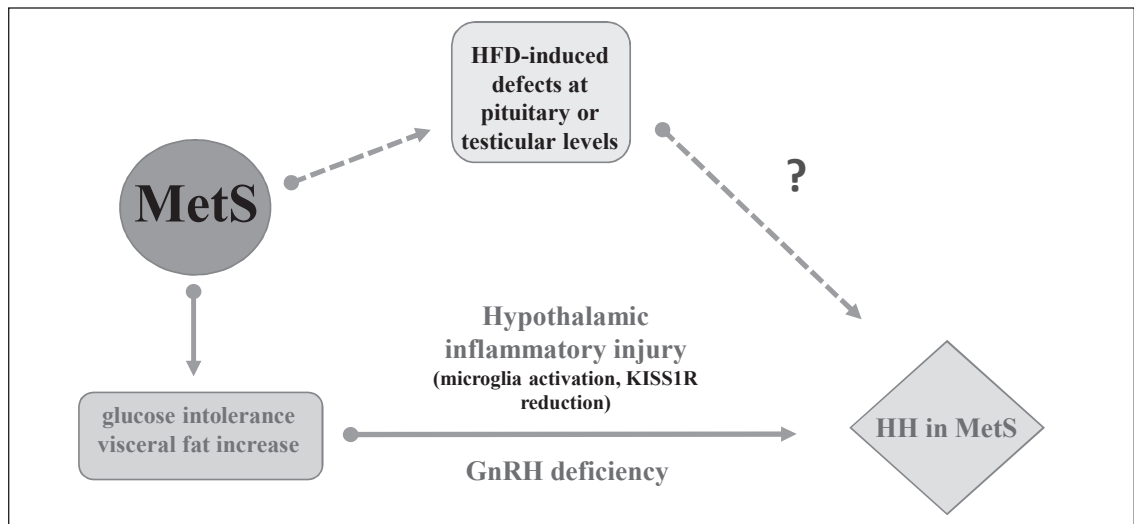 HFD-induced
defects at
pituitary or
testicular levels
MetS
?
Hypothalamic
inflammatory injury
(microglia activation, KISS1R
reduction)
glucose intolerance
visceral fat increase
HH in MetS
GnRH deficiency